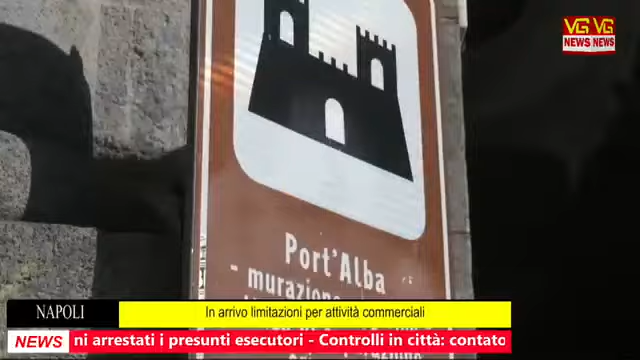 VG VG
NEWS NEWS
Port'Alba
- murazione
NAPOLI
In arrivo limitazioni per attività commerciali
NEWS
ni arrestati i presunti esecutori - Controlli in città: contato